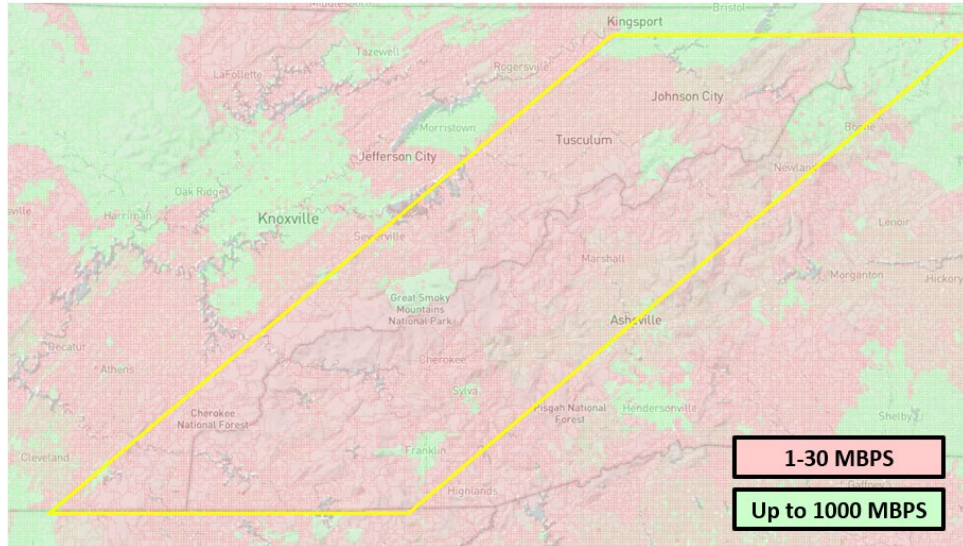 Middlesboro
Bristol
Kingsport
Tazewell
LaFollette
Rogersville
Johnson City
Morristown
Boone
Tusculum
Jefferson City
Newland
Oak Ridge
Harriman
Knoxville
Lenoir
Sevierville
Marshall
Morganton
Hickory
Great Smoky
Mountains
National Park
Asheville
Decatur
Cherokee
Athens
Sylva
Cherokee
National Forest
Pisgah National
Forest
Hendersonville
Shelby
Franklin
Cleveland
1-30 MBPS
Highlands
Gaffney
Up to 1000 MBPS